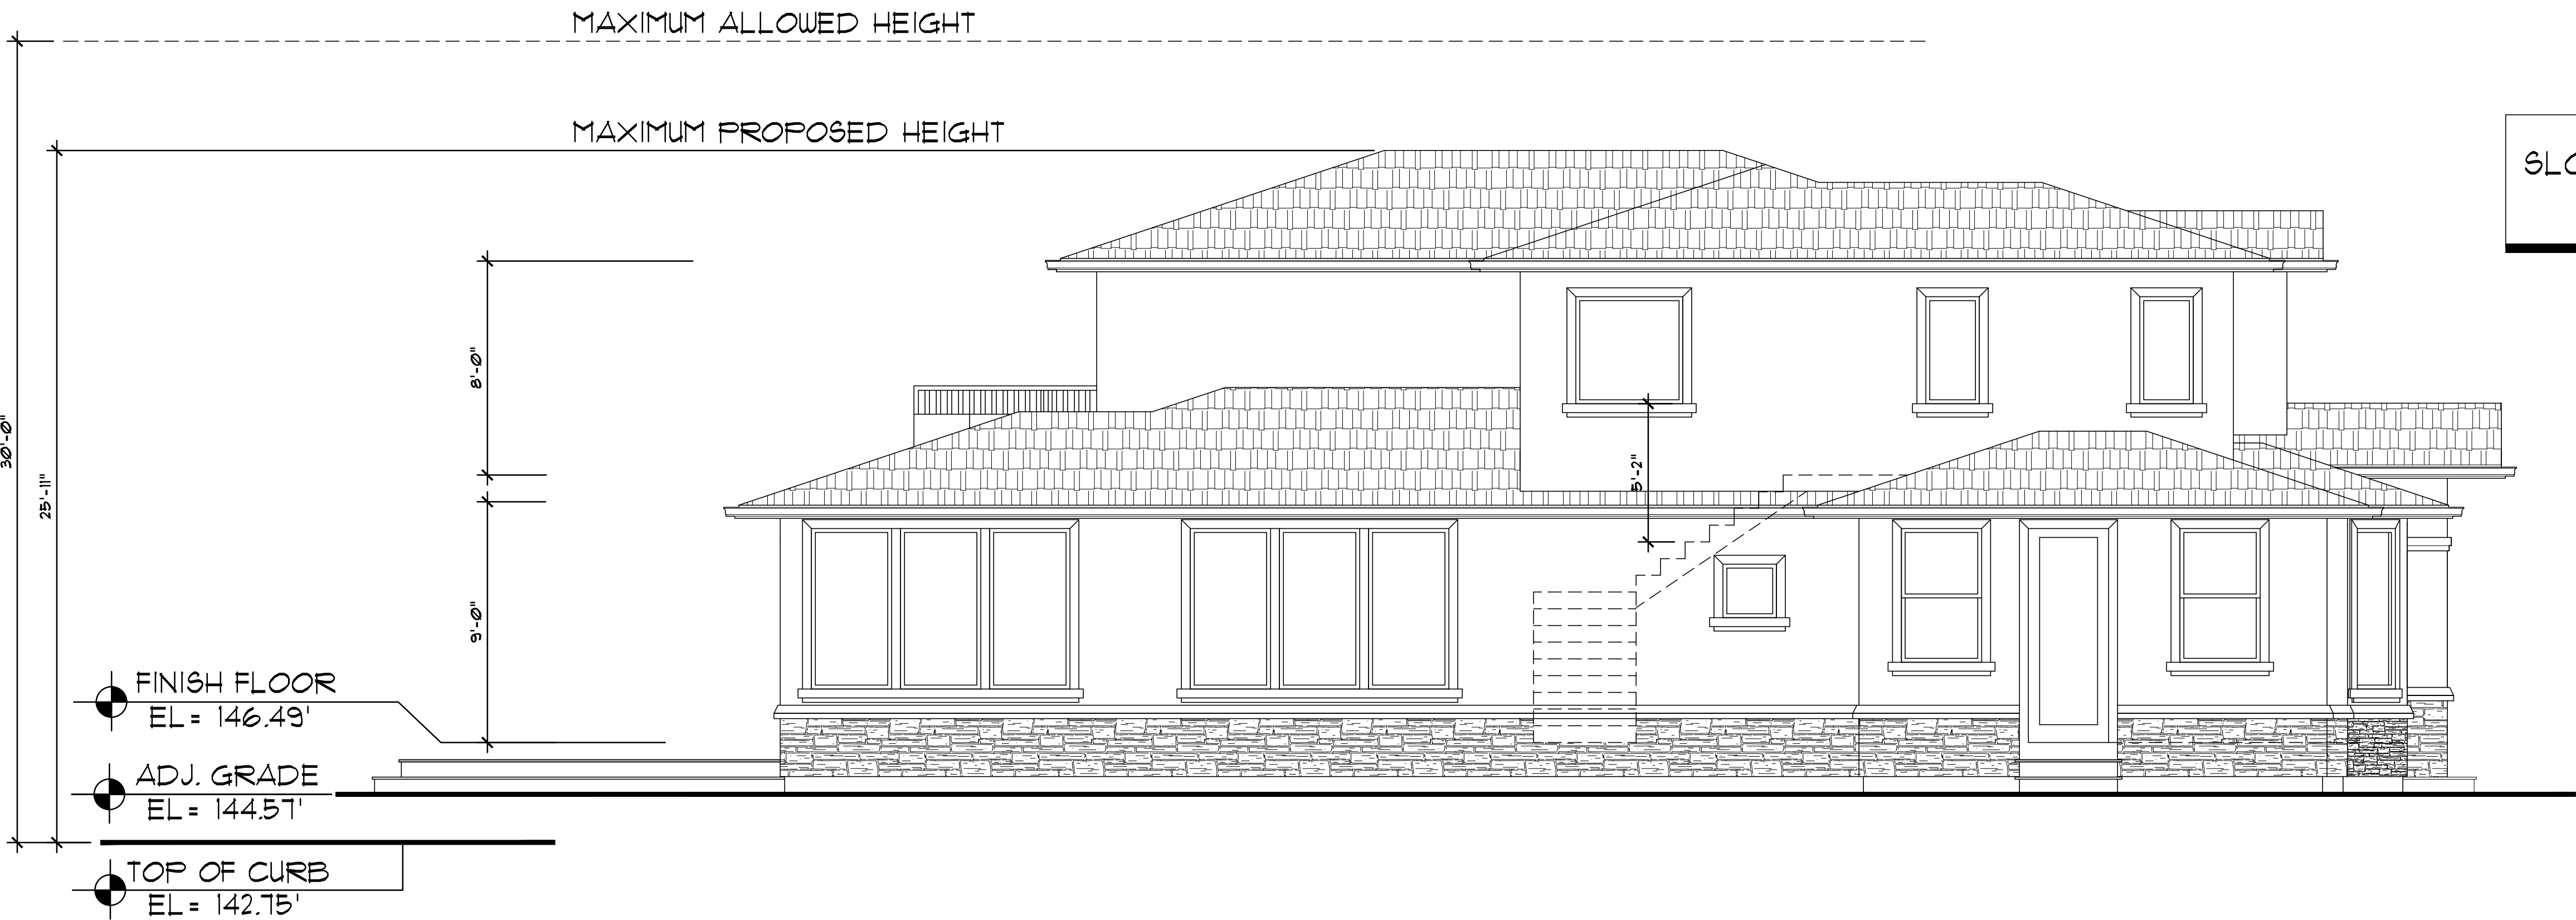 MAXIMUM ALLOWED HEIGHT
MAXIMUM PROPOSED HEIGHT
SLO
8'-0"
30'-0"
25'-11"
5'-2"
9'-0"
FINISH FLOOR
EL= 146.49'
ADJ. GRADE
EL= 144.57'
TOP OF CURB
EL= 142.75'